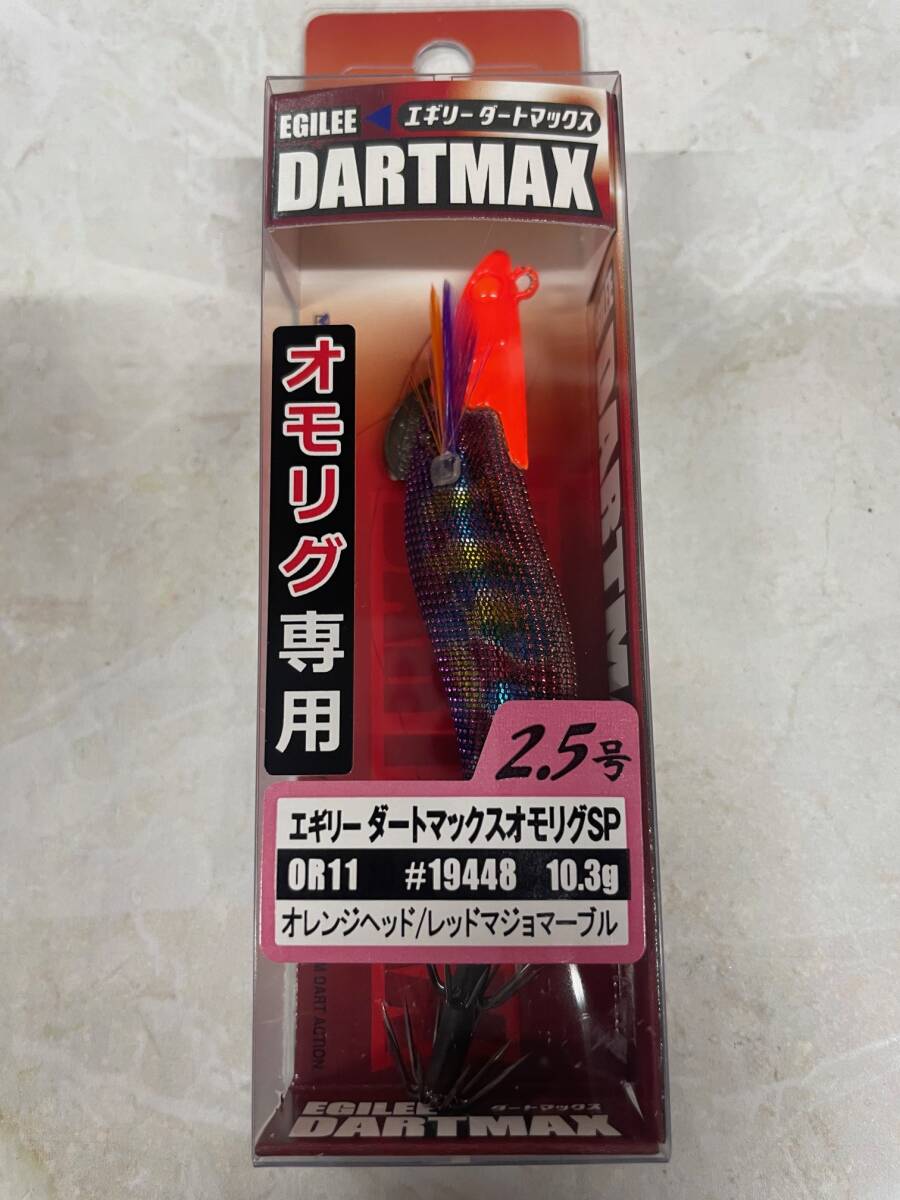 EGILEE エギリー ダートマックス
DARTMAX
オモリグ専用
2.5号
エギリー ダートマックスオモリグSP
OR11 #19448 10.3g
オレンジヘッド/レッドマジョマーブル
DART ACTION
EGILEE ダートマックス
DARTMAX